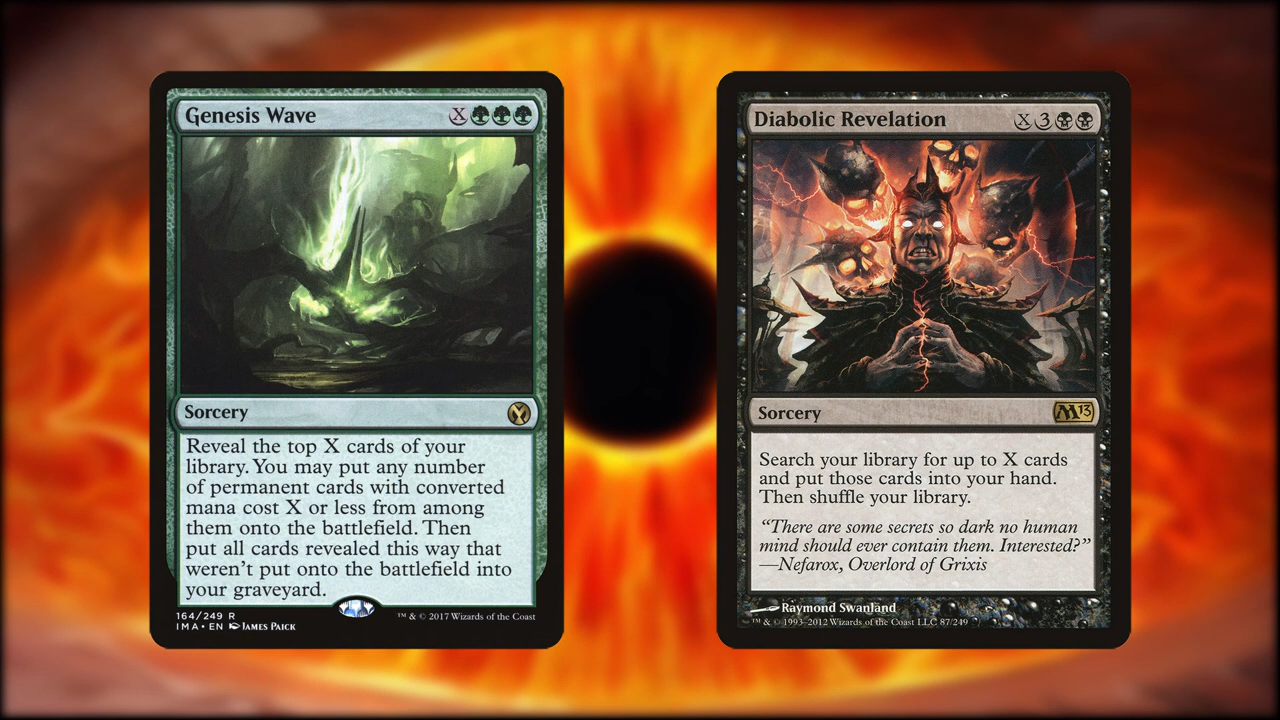 Genesis Wave X
Sorcery
Reveal the top X cards of your
library. You may put any number
of permanent cards with converted
mana cost X or less from among
them onto the battlefield. Then
put all cards revealed this way that
weren't put onto the battlefield into
your graveyard.
164/249 R
IMA • EN James Paick
™ & © 2017 Wizards of the Coast
Diabolic Revelation X 3
Sorcery M13
Search your library for up to X cards
and put those cards into your hand.
Then shuffle your library.
“There are some secrets so dark no human
mind should ever contain them. Interested?”
—Nefarox, Overlord of Grixis
Raymond Swanland
™ & © 1993–2012 Wizards of the Coast LLC 87/249